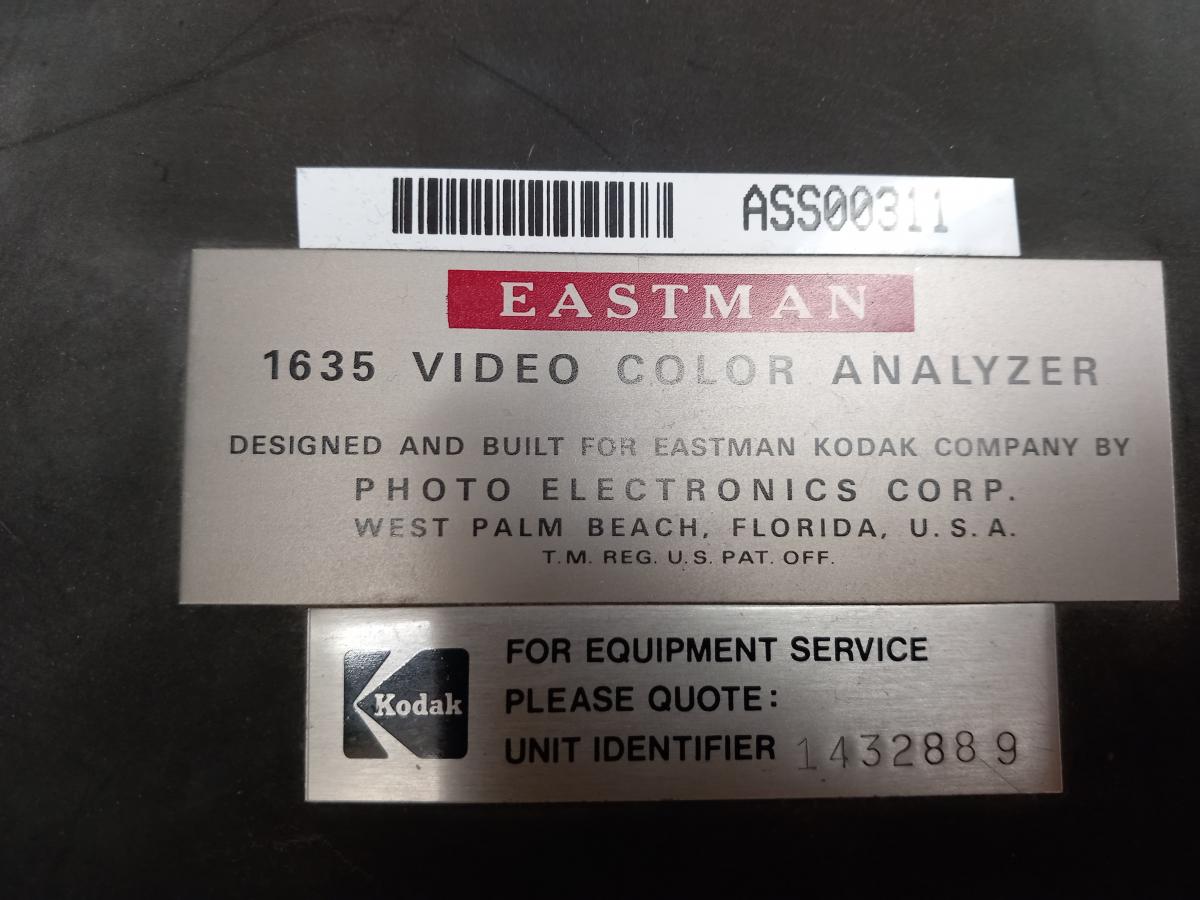 ASS00311
EASTMAN
1635 VIDEO COLOR ANALYZER
DESIGNED AND BUILT FOR EASTMAN KODAK COMPANY BY
PHOTO ELECTRONICS CORP.
WEST PALM BEACH, FLORIDA, U.S.A.
T.M. REG. U.S. PAT. OFF.
Kodak
FOR EQUIPMENT SERVICE
PLEASE QUOTE:
UNIT IDENTIFIER 1432889